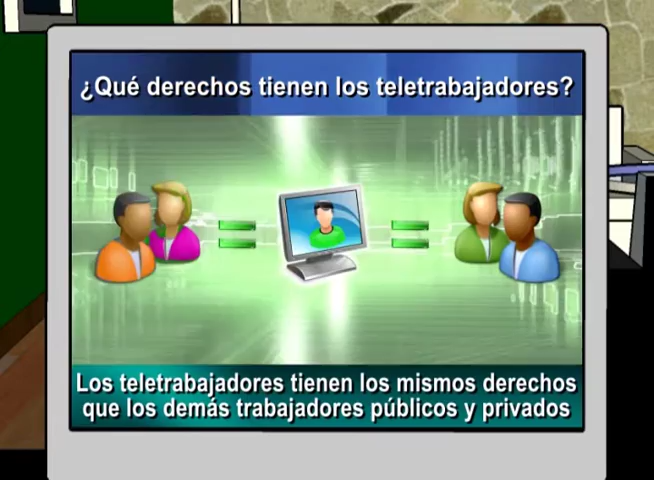 ¿Qué derechos tienen los teletrabajadores?
Los teletrabajadores tienen los mismos derechos
que los demás trabajadores públicos y privados